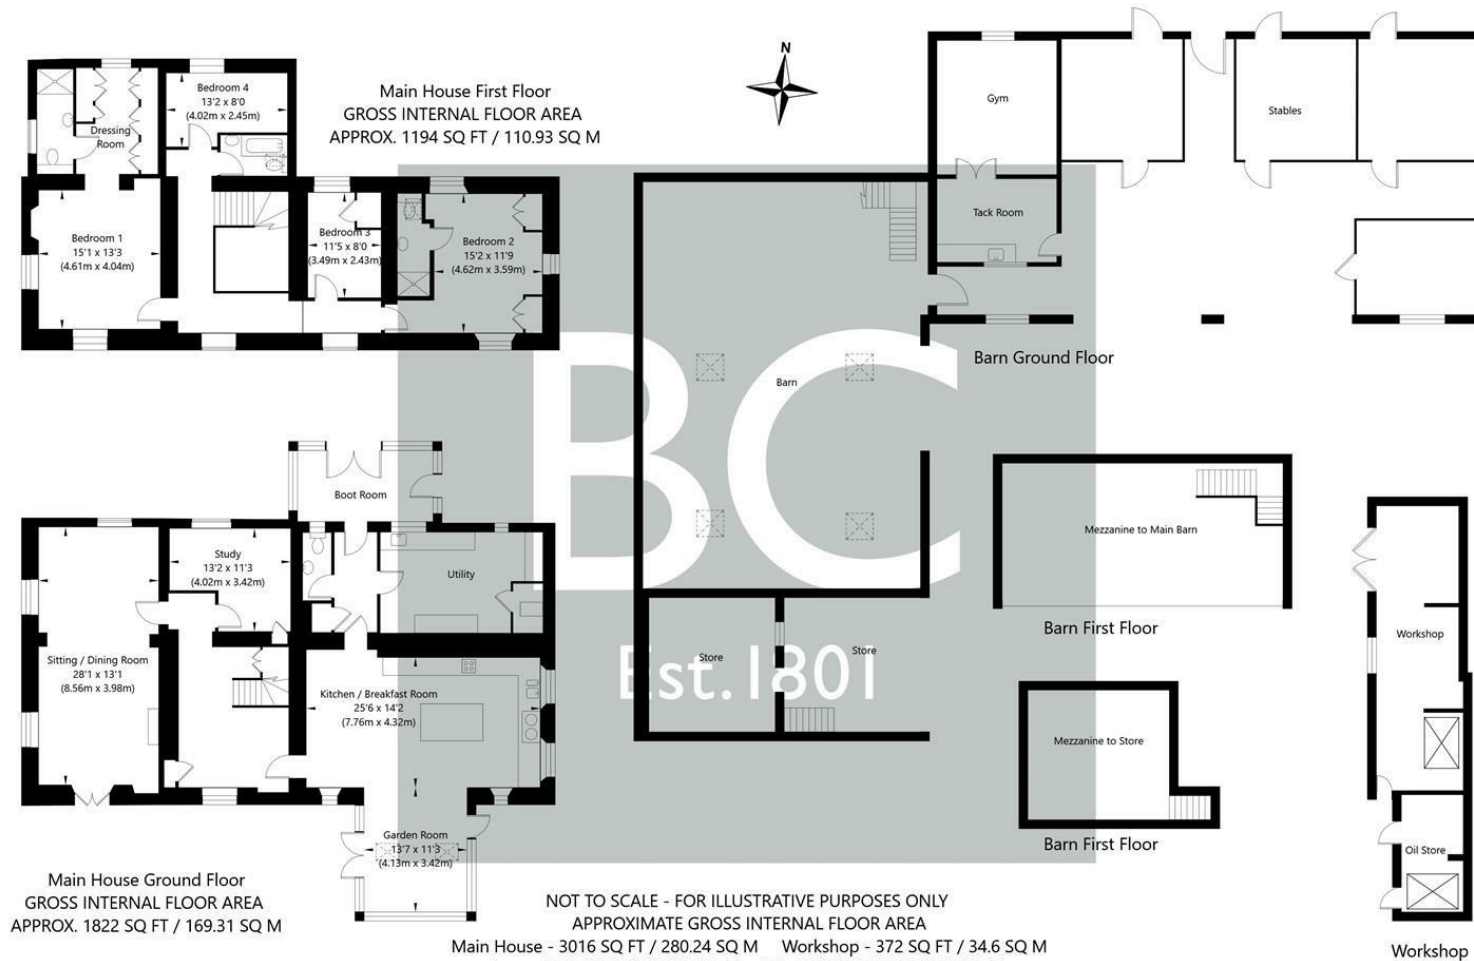 N
Main House First Floor
GROSS INTERNAL FLOOR AREA
APPROX. 1194 SQ FT / 110.93 SQ M
Bedroom 4
13'2 x 8'0
(4.02m x 2.45m)
Dressing
Room
Bedroom 1
15'1 x 13'3
(4.61m x 4.04m)
Bedroom 3
11'5 x 8'0
(3.49m x 2.43m)
Bedroom 2
15'2 x 11'9
(4.62m x 3.59m)
Gym
Stables
Tack Room
Barn Ground Floor
Barn
BC
Est.1801
Boot Room
Study
13'2 x 11'3
(4.02m x 3.42m)
Utility
Sitting / Dining Room
28'1 x 13'1
(8.56m x 3.98m)
Kitchen / Breakfast Room
25'6 x 14'2
(7.76m x 4.32m)
Garden Room
13'7 x 11'3
(4.13m x 3.42m)
Store
Store
Mezzanine to Main Barn
Barn First Floor
Mezzanine to Store
Barn First Floor
Workshop
Oil Store
Workshop
Main House Ground Floor
GROSS INTERNAL FLOOR AREA
APPROX. 1822 SQ FT / 169.31 SQ M
NOT TO SCALE - FOR ILLUSTRATIVE PURPOSES ONLY
APPROXIMATE GROSS INTERNAL FLOOR AREA
Main House - 3016 SQ FT / 280.24 SQ M Workshop - 372 SQ FT / 34.6 SQ M